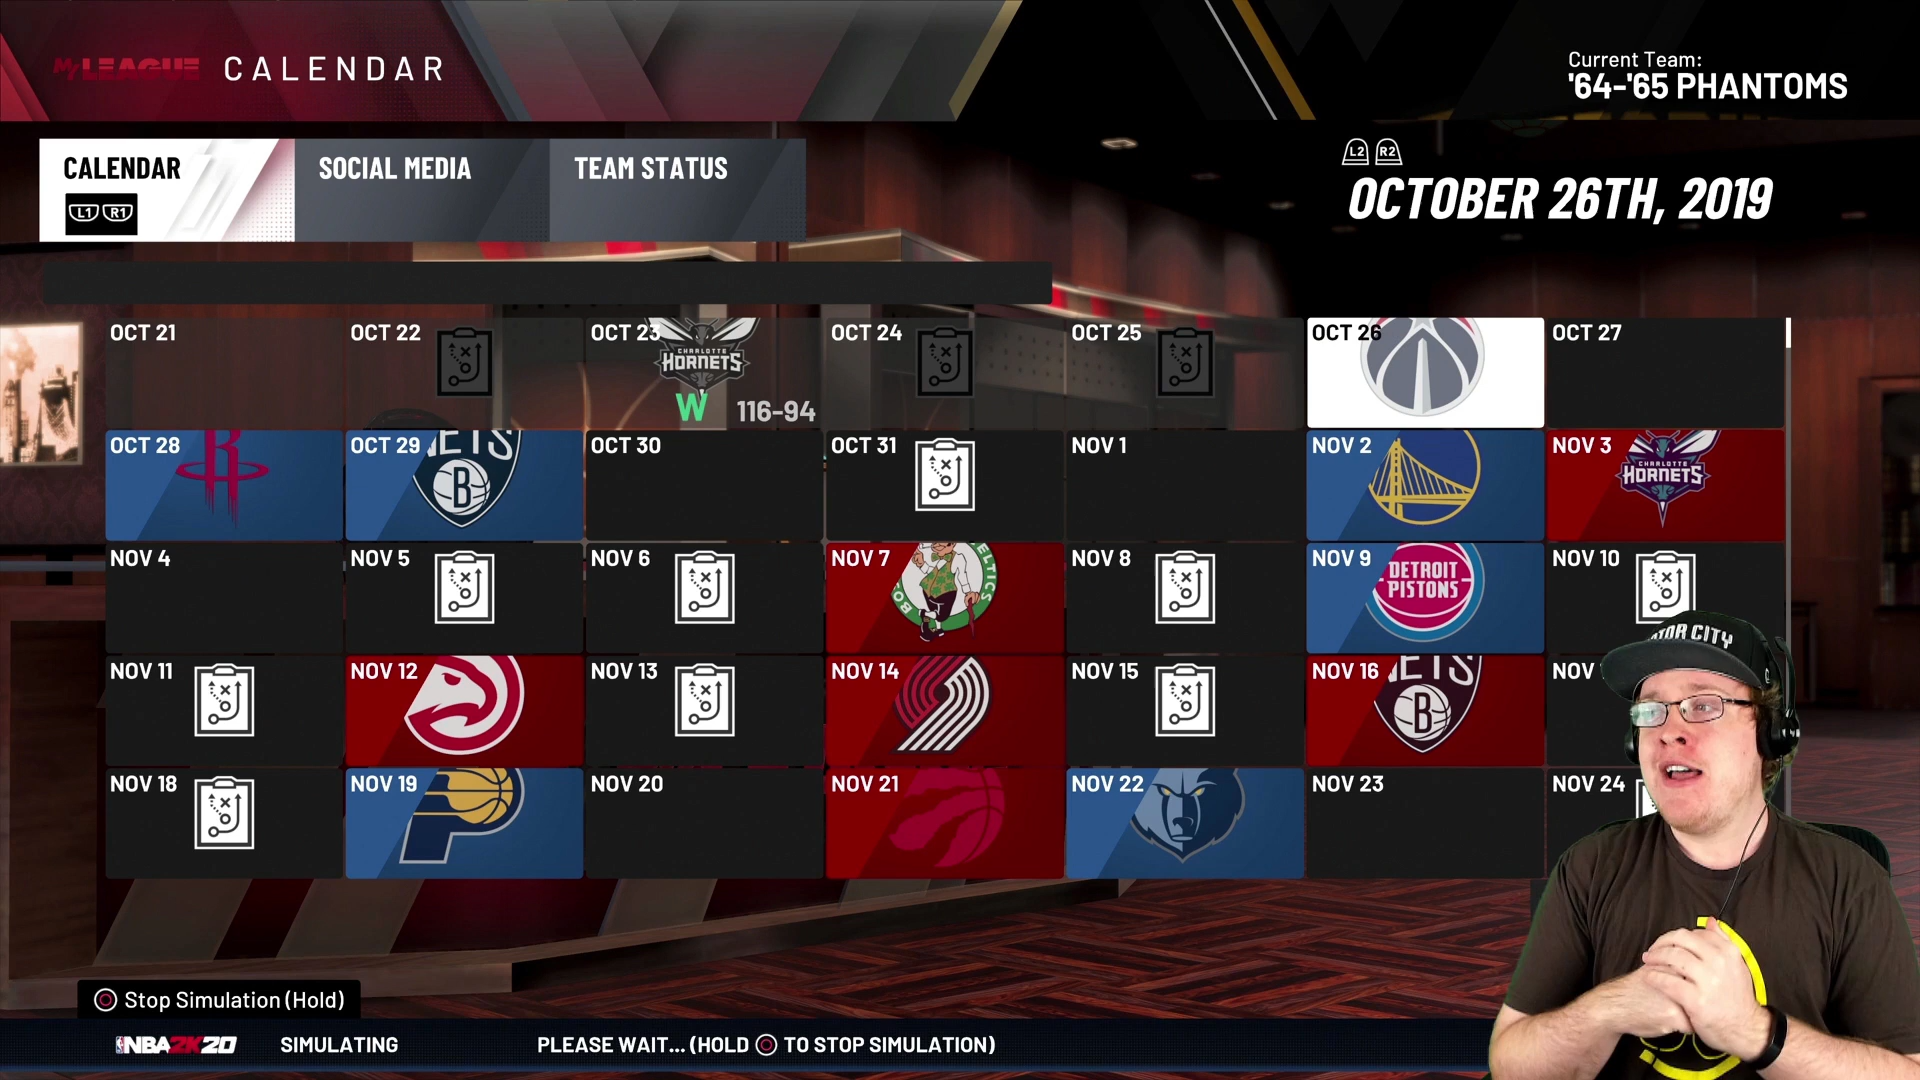 MyLEAGUE CALENDAR
Current Team:
'64-'65 PHANTOMS
CALENDAR
L1 R1
SOCIAL MEDIA
TEAM STATUS
L2 R2
OCTOBER 26TH, 2019
OCT 21
OCT 22
OCT 23
CHARLOTTE
HORNETS
W 116-94
OCT 24
OCT 25
OCT 26
OCT 27
OCT 28
OCT 29
NETS
B
OCT 30
OCT 31
NOV 1
NOV 2
NOV 3
CHARLOTTE
HORNETS
NOV 4
NOV 5
NOV 6
NOV 7
NOV 8
NOV 9
DETROIT
PISTONS
NOV 10
NOV 11
NOV 12
NOV 13
NOV 14
NOV 15
NOV 16
NETS
B
NOV
NOV 18
NOV 19
NOV 20
NOV 21
NOV 22
NOV 23
NOV 24
CITY
Stop Simulation (Hold)
NBA2K20
SIMULATING
PLEASE WAIT... (HOLD TO STOP SIMULATION)